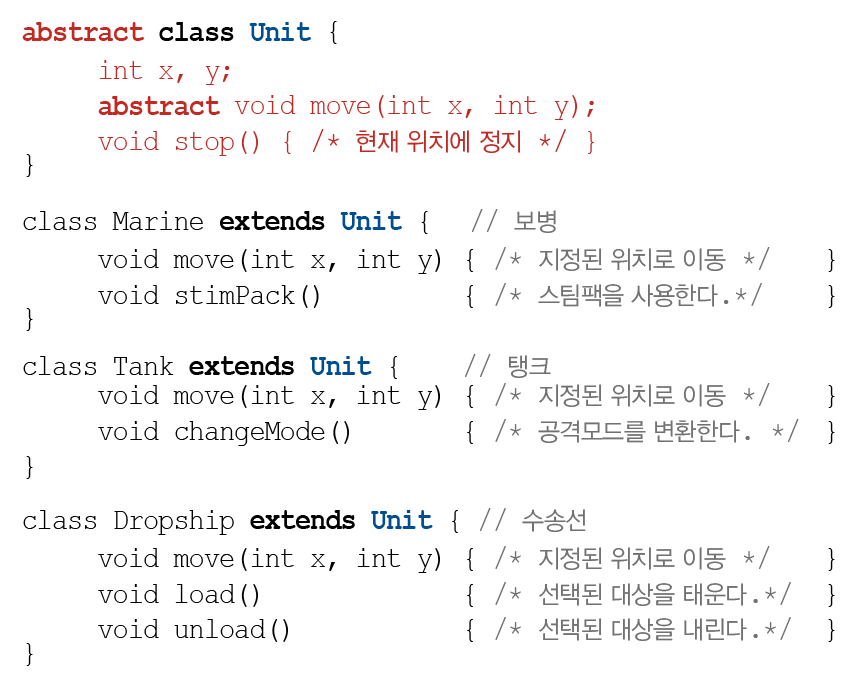 abstract class Unit {
int x, y;
abstract void move(int x, int y);
void stop() { /* 현재 위치에 정지 */ }
}
class Marine extends Unit { // 보병
void move(int x, int y) { /* 지정된 위치로 이동 */ }
void stimPack() { /* 스팀팩을 사용한다.*/ }
}
class Tank extends Unit { // 탱크
void move(int x, int y) { /* 지정된 위치로 이동 */ }
void changeMode() { /* 공격모드를 변환한다. */ }
}
class Dropship extends Unit { // 수송선
void move(int x, int y) { /* 지정된 위치로 이동 */ }
void load() { /* 선택된 대상을 태운다.*/ }
void unload() { /* 선택된 대상을 내린다.*/ }
}